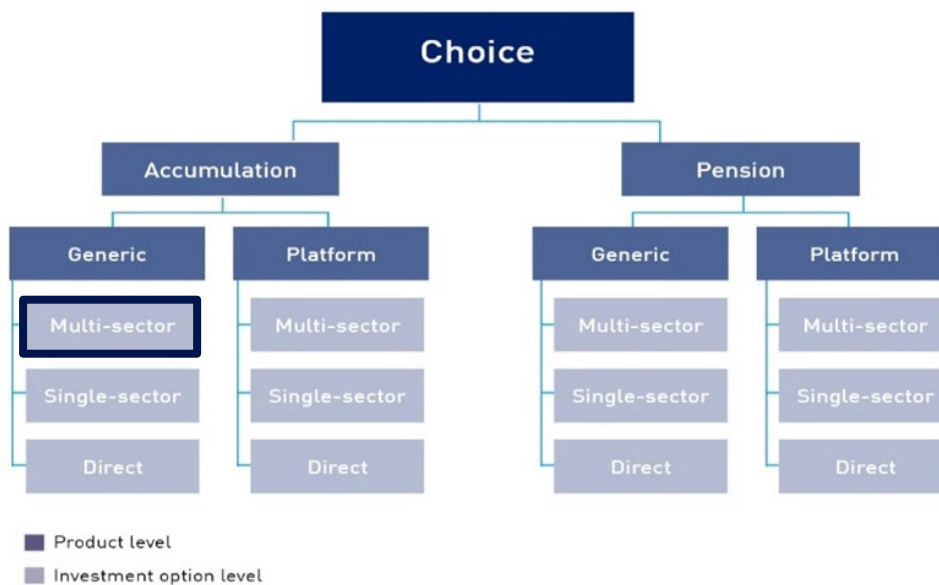 Choice
Accumulation
Pension
Generic
Platform
Generic
Platform
Multi-sector
Multi-sector
Multi-sector
Multi-sector
Single-sector
Single-sector
Single-sector
Single-sector
Direct
Direct
Direct
Direct
Product level
Investment option level